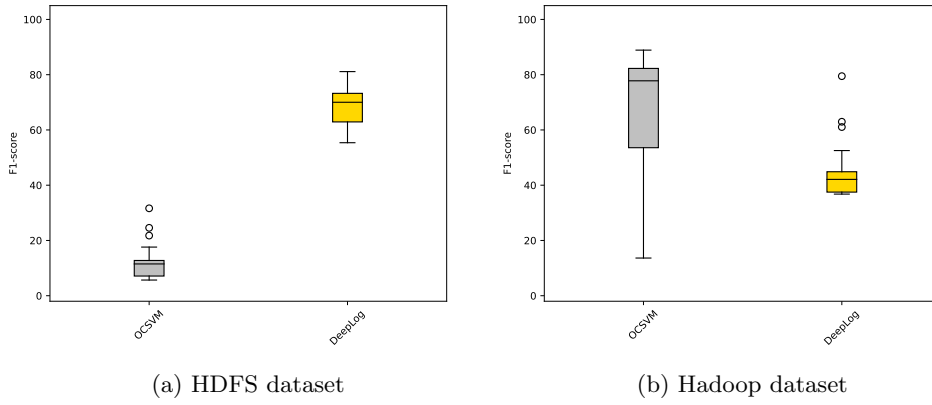 100
80
60
40
20
0
F1-score
OCSVM
DeepLog
(a) HDFS dataset
100
80
60
40
20
0
F1-score
OCSVM
DeepLog
(b) Hadoop dataset